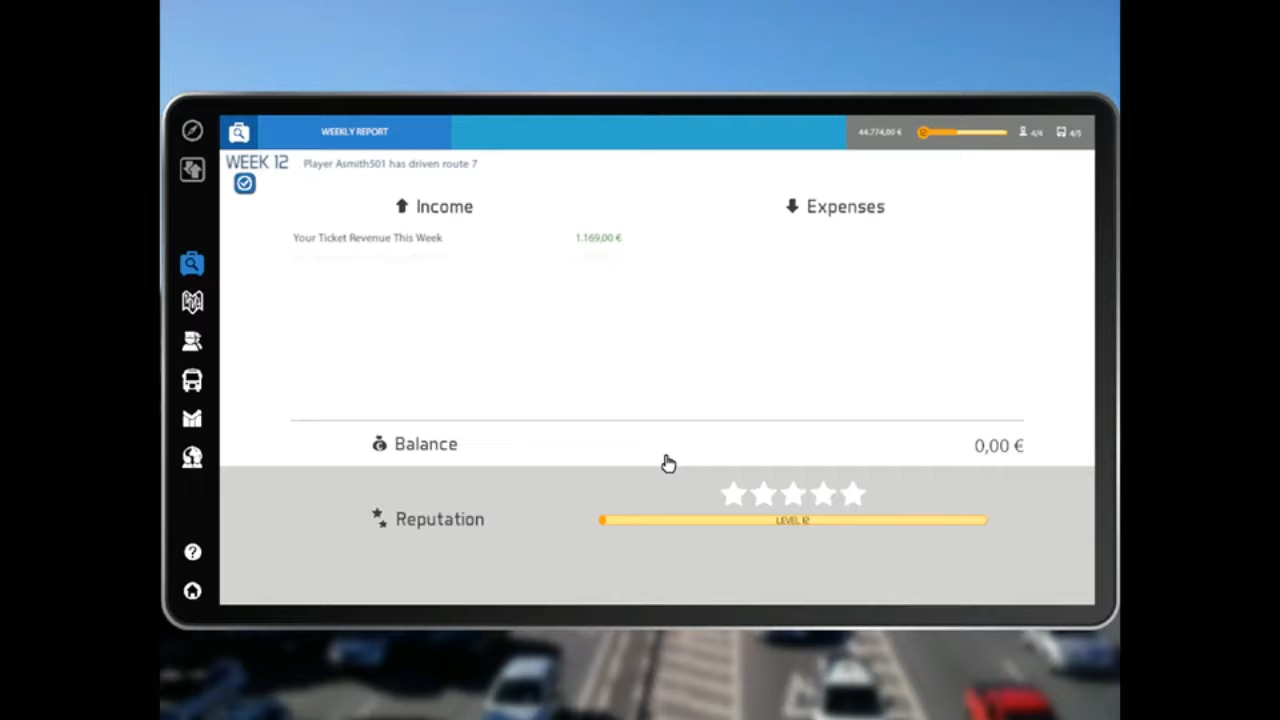 WEEKLY REPORT
44.774,00 €
12
4/4
4/5
WEEK 12
Player Asmith501 has driven route 7
Income
Expenses
Your Ticket Revenue This Week
1.169,00 €
Balance
0,00 €
Reputation
LEVEL 12
?